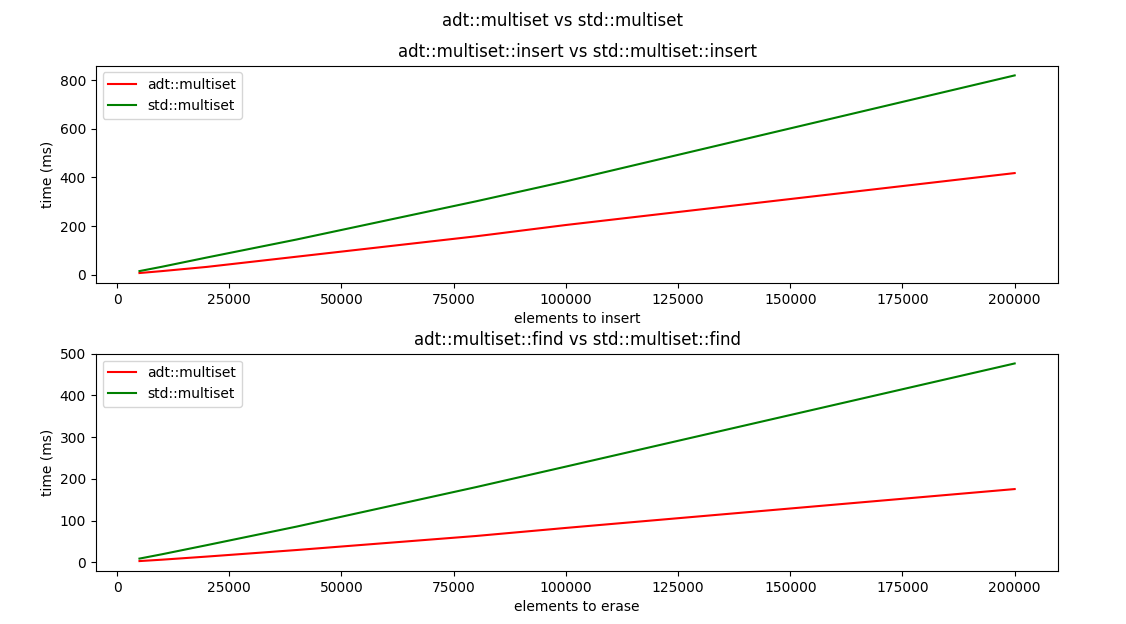 adt::multiset vs std::multiset
adt::multiset::insert vs std::multiset::insert
adt::multiset
std::multiset
time (ms)
800
600
400
200
0
0 25000 50000 75000 100000 125000 150000 175000 200000
elements to insert
adt::multiset::find vs std::multiset::find
adt::multiset
std::multiset
time (ms)
500
400
300
200
100
0
0 25000 50000 75000 100000 125000 150000 175000 200000
elements to erase